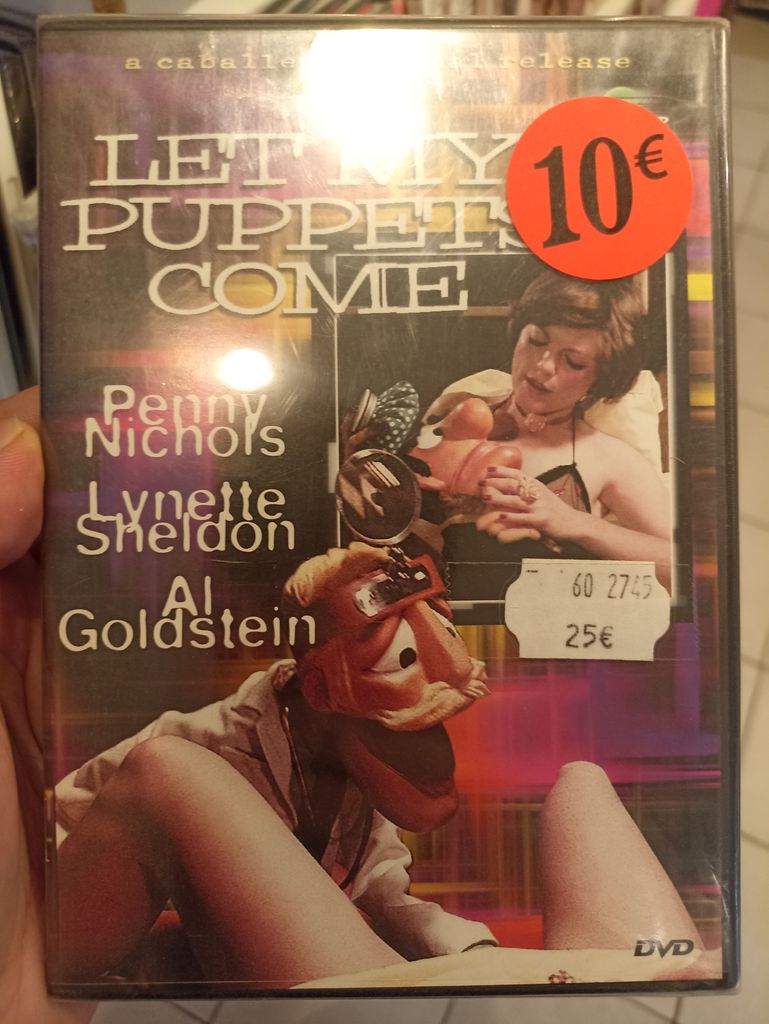 a caballe l release
LET MY
PUPPETS
COME
10€
Penny
Nichols
Lynette
Sheldon
Al
Goldstein
60 2745
25€
DVD